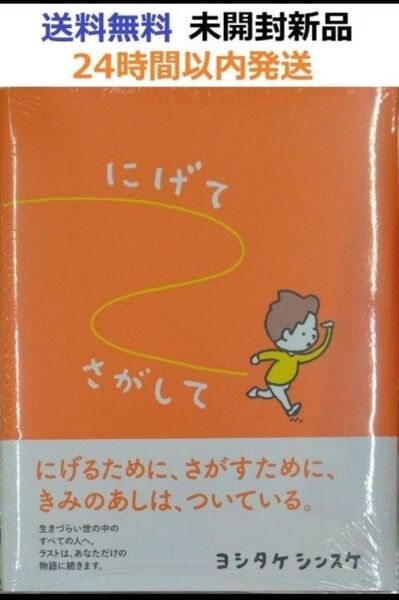 送料無料 未開封新品
24時間以内発送
にげて
さがして
にげるために、さがすために、
きみのあしは、ついている。
生きづらい世の中の
すべての人へ。
ラストは、あなただけの
物語に続きます。
ヨシタケシンスケ